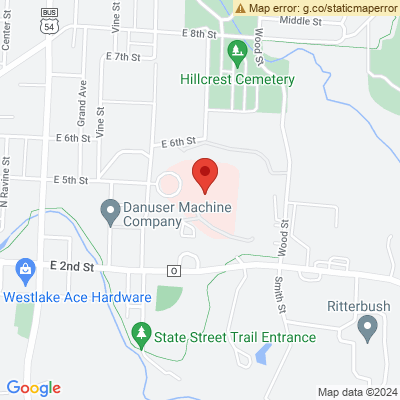 Map error: g.co/staticmaperror
BUS
54
Center St
Vine St
E 8th St
Middle St
Wood St
E 7th St
Hillcrest Cemetery
Grand Ave
Vine St
E 6th St
E 6th St
N Ravine St
E 5th St
Danuser Machine
Company
Wood St
E 2nd St
O
Westlake Ace Hardware
Smith St
Ritterbush
State Street Trail Entrance
Google
Map data ©2024